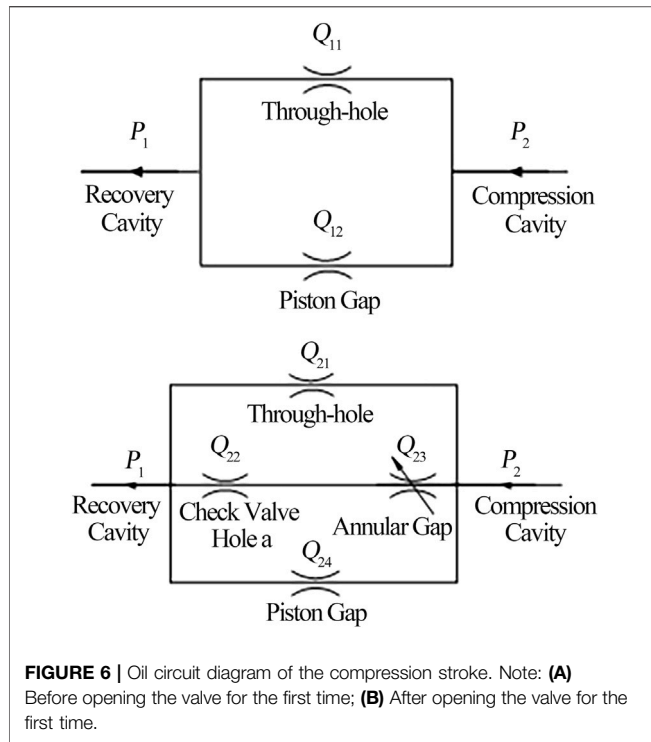 Q11
Through-hole
P1
P2
Recovery
Cavity
Compression
Cavity
Q12
Piston Gap
Q21
Through-hole
Q22
Q23
P1
P2
Recovery
Cavity
Check Valve
Hole a
Annular Gap
Compression
Cavity
Q24
Piston Gap
FIGURE 6 | Oil circuit diagram of the compression stroke. Note: (A)
Before opening the valve for the first time; (B) After opening the valve for the
first time.